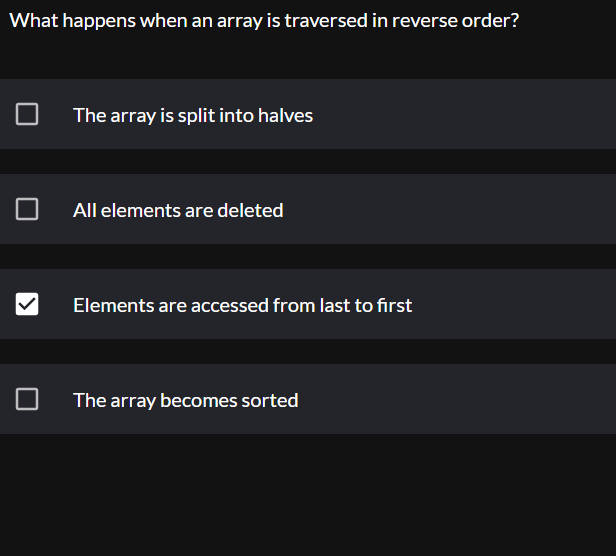 What happens when an array is traversed in reverse order?
The array is split into halves
All elements are deleted
Elements are accessed from last to first
The array becomes sorted